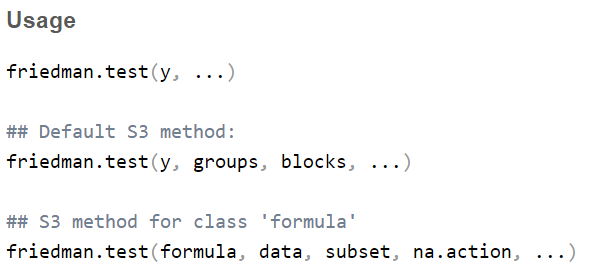 Usage
friedman.test(y, ...)
## Default S3 method:
friedman.test(y, groups, blocks, ...)
## S3 method for class 'formula'
friedman.test(formula, data, subset, na.action, ...)